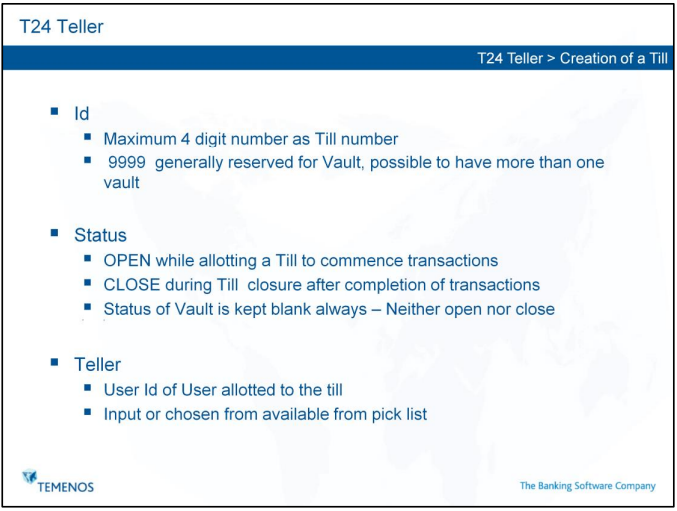 T24 Teller
T24 Teller > Creation of a Till
Id
Maximum 4 digit number as Till number
9999 generally reserved for Vault, possible to have more than one
vault
Status
OPEN while allotting a Till to commence transactions
CLOSE during Till closure after completion of transactions
Status of Vault is kept blank always – Neither open nor close
Teller
User Id of User allotted to the till
Input or chosen from available from pick list
TEMENOS
The Banking Software Company